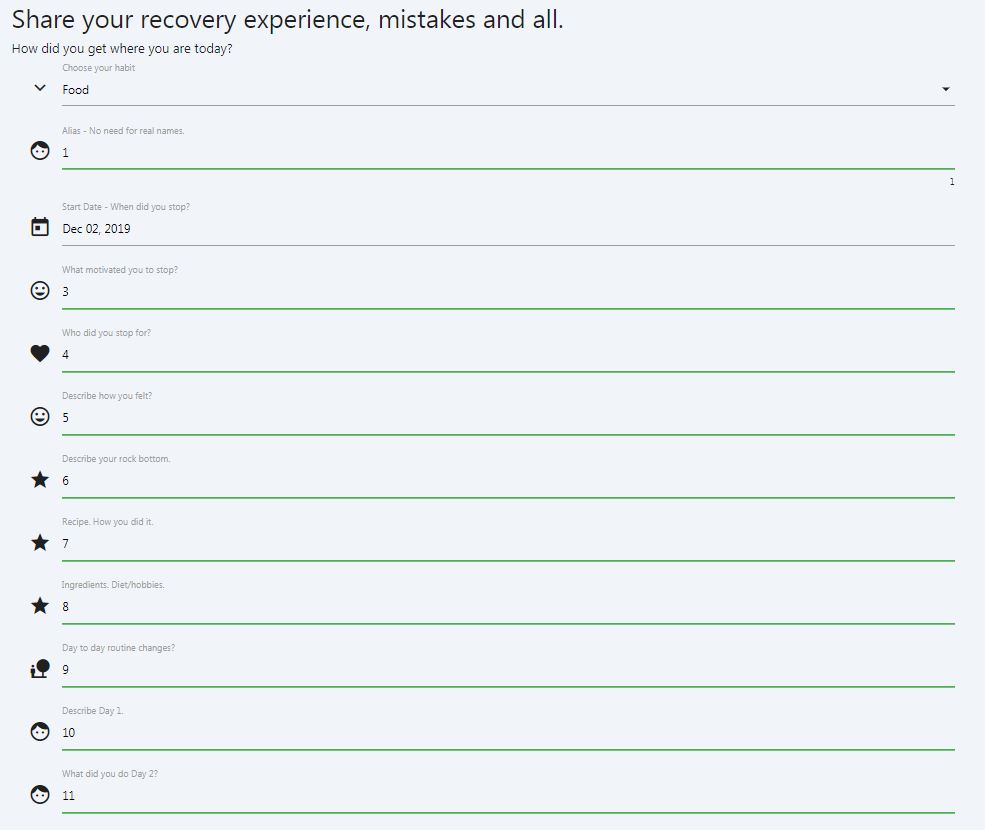 Share your recovery experience, mistakes and all.
How did you get where you are today?
Choose your habit
Food
Alias - No need for real names.
1
1
Start Date - When did you stop?
Dec 02, 2019
What motivated you to stop?
3
Who did you stop for?
4
Describe how you felt?
5
Describe your rock bottom.
6
Recipe. How you did it.
7
Ingredients. Diet/hobbies.
8
Day to day routine changes?
9
Describe Day 1.
10
What did you do Day 2?
11